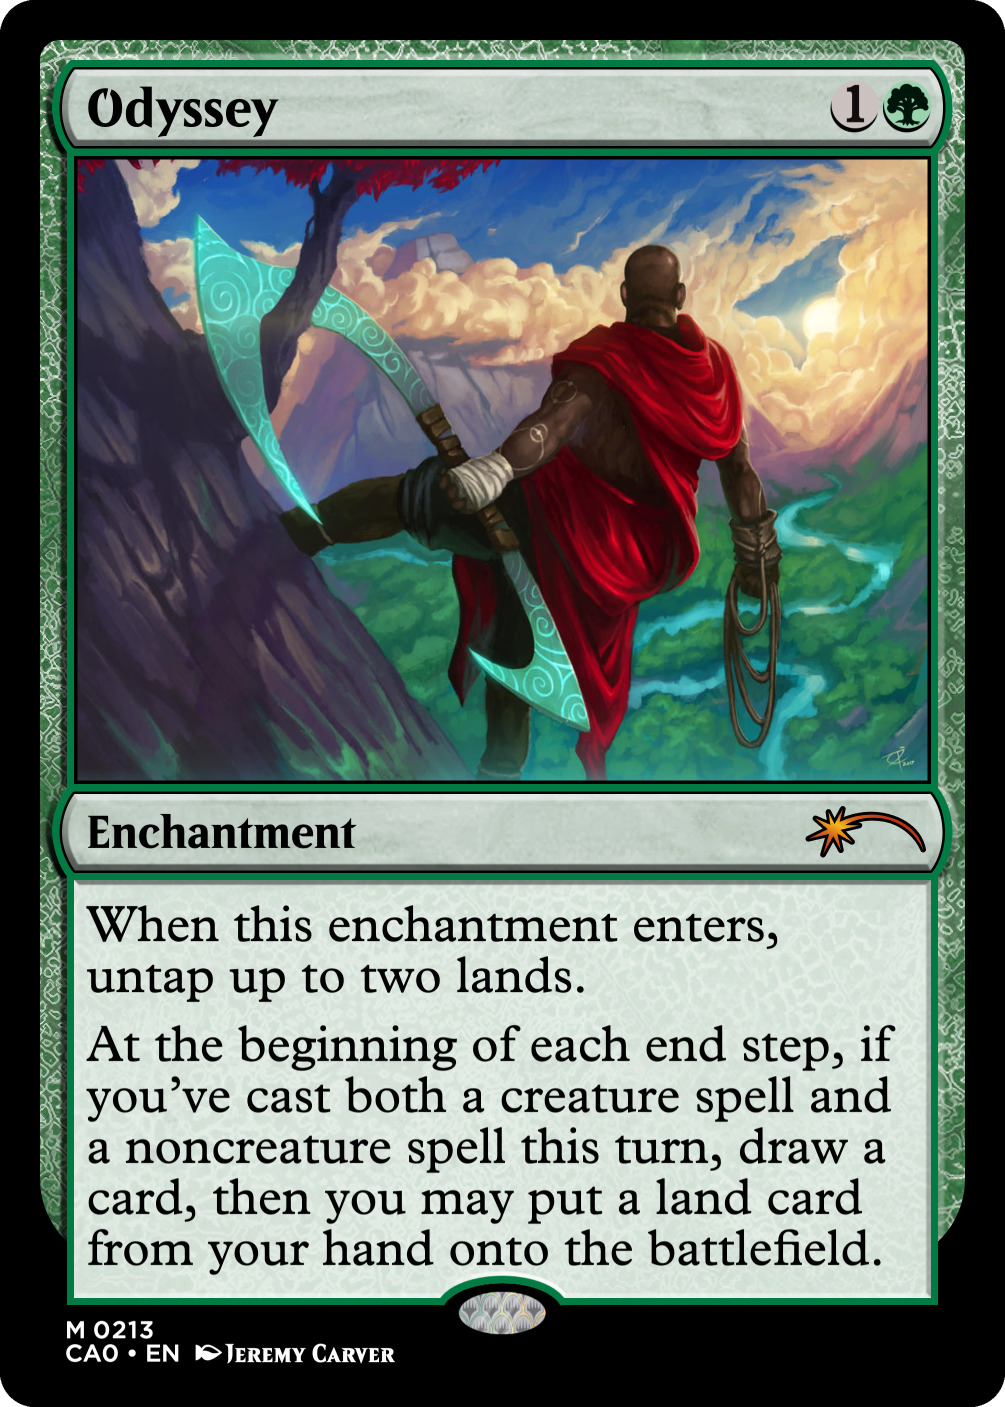 Odyssey 1
Enchantment
When this enchantment enters,
untap up to two lands.
At the beginning of each end step, if
you've cast both a creature spell and
a noncreature spell this turn, draw a
card, then you may put a land card
from your hand onto the battlefield.
M 0213
CAO • EN JEREMY CARVER